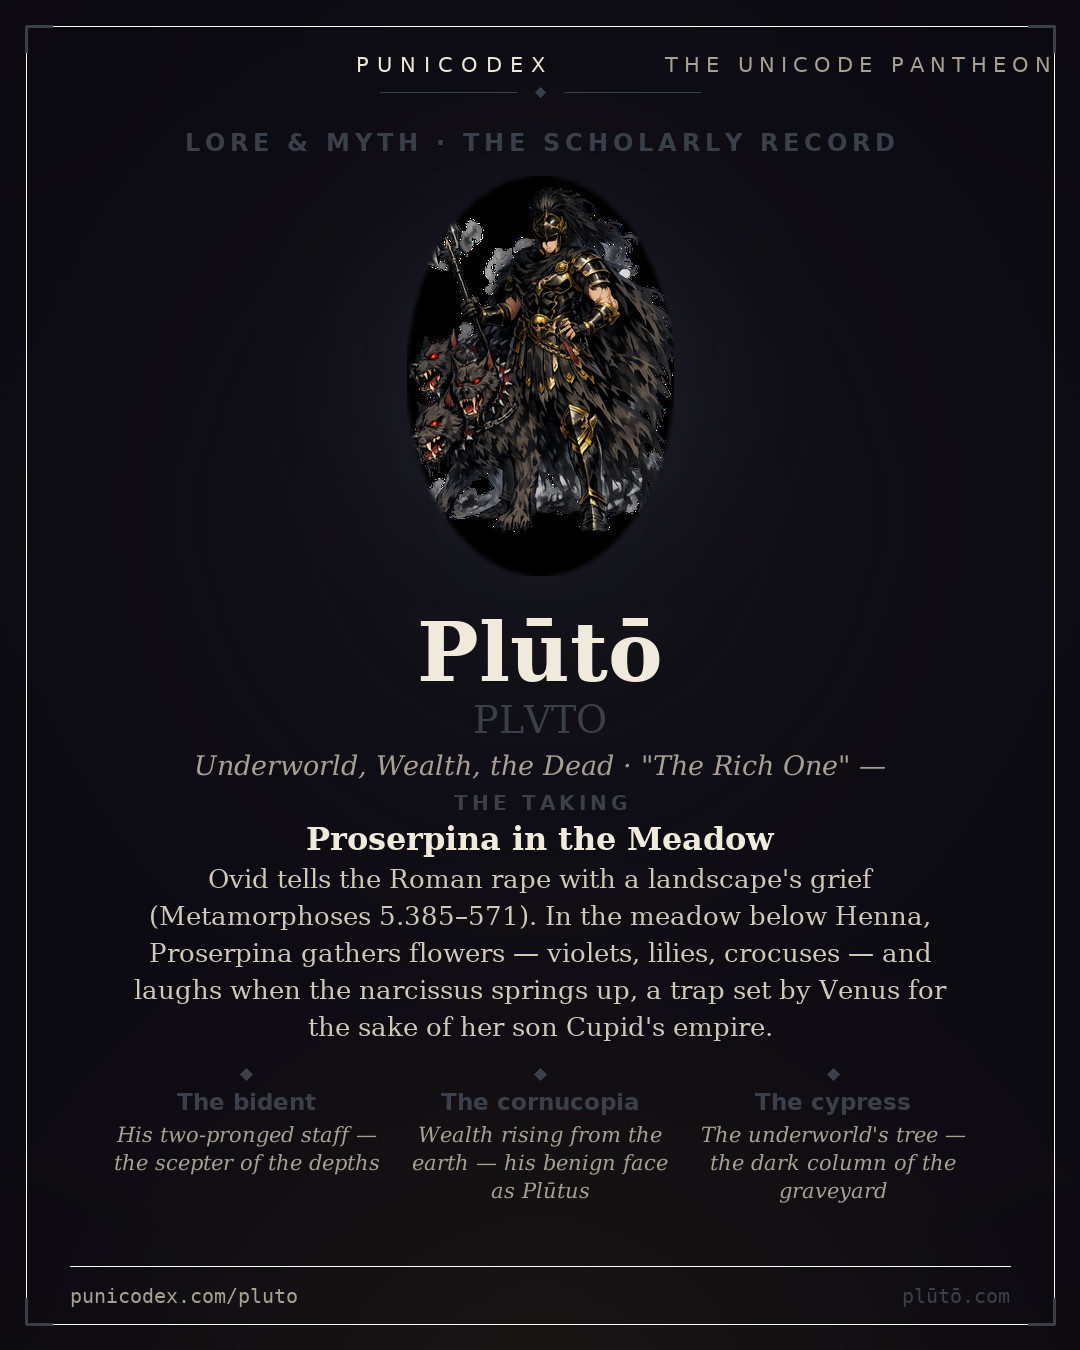 PUNICODEX THE UNICODE PANTHEON
LORE & MYTH · THE SCHOLARLY RECORD
Plūtō
PLVTO
Underworld, Wealth, the Dead · "The Rich One" —
THE TAKING
Proserpina in the Meadow
Ovid tells the Roman rape with a landscape's grief
(Metamorphoses 5.385–571). In the meadow below Henna,
Proserpina gathers flowers — violets, lilies, crocuses — and
laughs when the narcissus springs up, a trap set by Venus for
the sake of her son Cupid's empire.
The bident
His two-pronged staff —
the scepter of the depths
The cornucopia
Wealth rising from the
earth — his benign face
as Plūtus
The cypress
The underworld's tree —
the dark column of the
graveyard
punicodex.com/pluto
plūtō.com